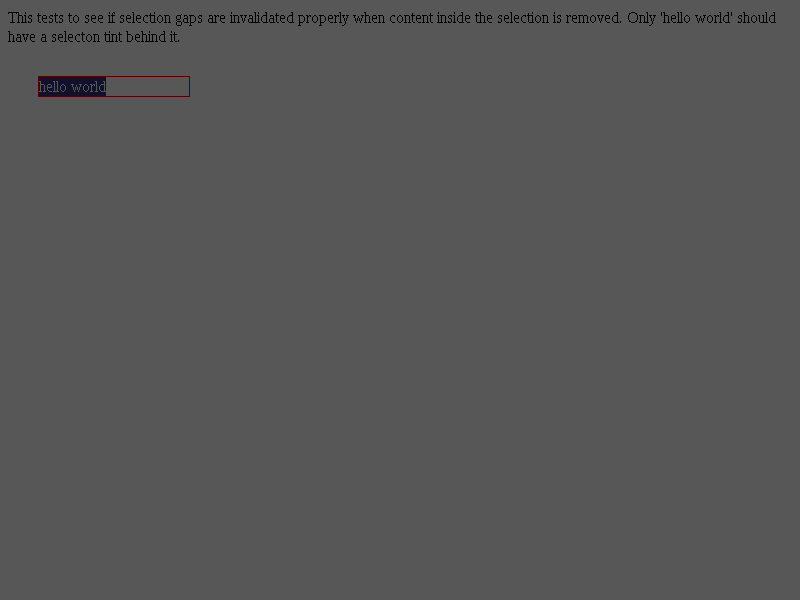 This tests to see if selection gaps are invalidated properly when content inside the selection is removed. Only 'hello world' should
have a selecton tint behind it.
hello world